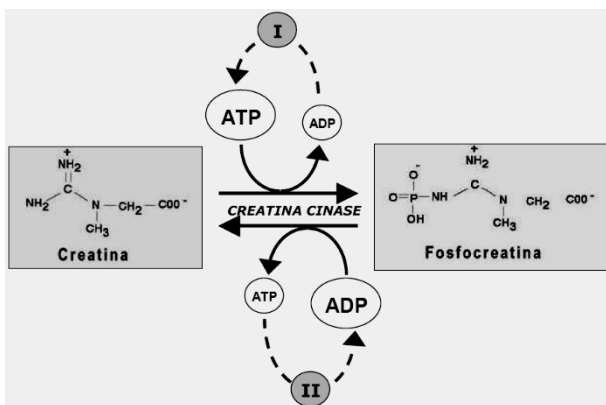 I
ATP
ADP
+
NH₂
NH₂ C N CH₂ COO⁻
CH₃
Creatina
CREATINA CINASE
+
NH₂
O⁻
O=P NH C N CH₂ COO⁻
OH CH₃
Fosfocreatina
ATP
ADP
II